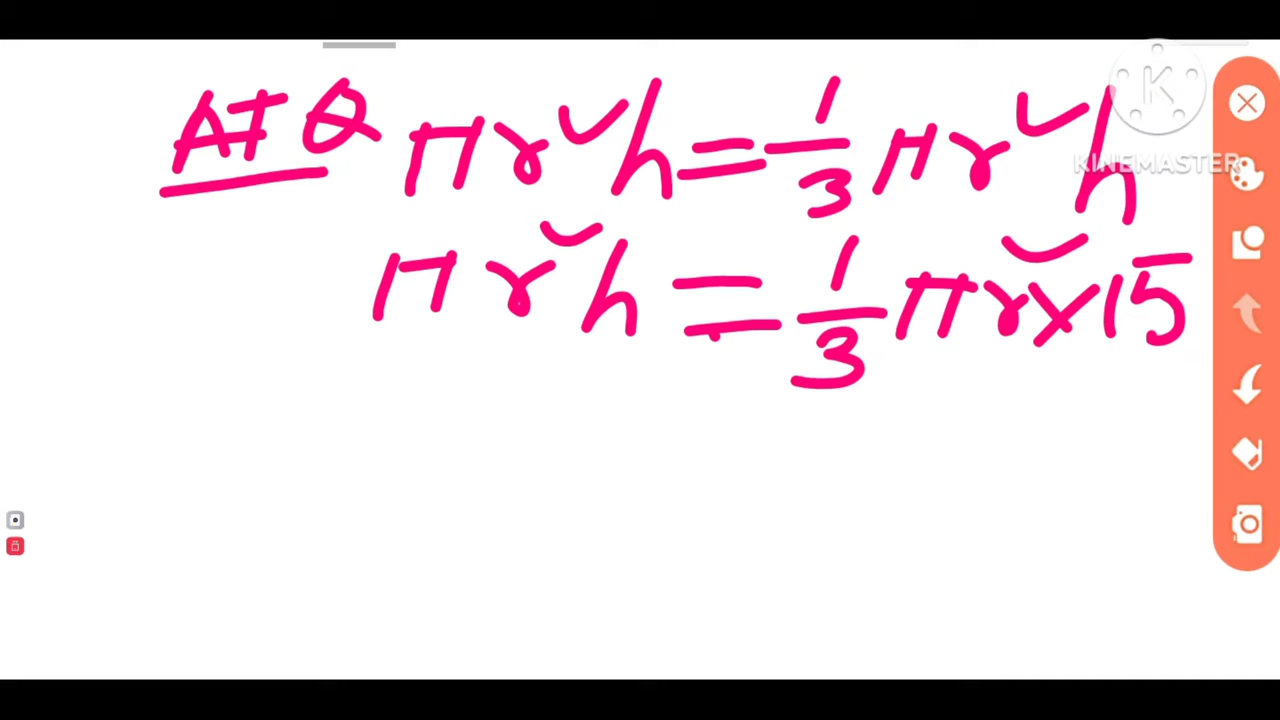 ATQ πr²h = 1/3 πr²h
πr²h = 1/3 πr²×15
KINEMASTER